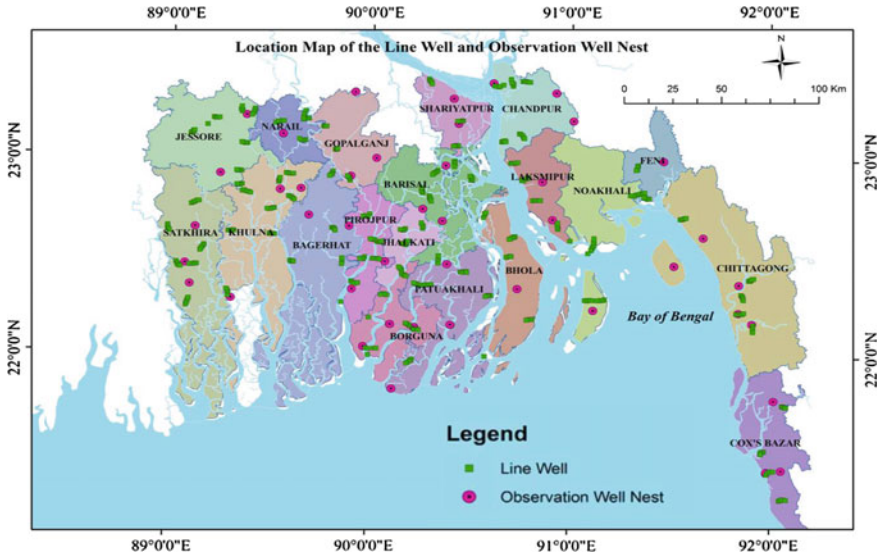 89°0'0"E 90°0'0"E 91°0'0"E 92°0'0"E
Location Map of the Line Well and Observation Well Nest
N
0 25 50 100 Km
SHARIYATPUR
CHANDPUR
JESSORE
NARAIL
GOPALGANJ
23°0'0"N
23°0'0"N
FENI
BARISAL
LAKSMIPUR
NOAKHALI
SATKHIRA
KHULNA
PIROJPUR
BAGERHAT
JHALKATI
BHOLA
CHITTAGONG
PATUAKHALI
Bay of Bengal
BORGUNA
22°0'0"N
22°0'0"N
Legend
COX'S BAZAR
Line Well
Observation Well Nest
89°0'0"E 90°0'0"E 91°0'0"E 92°0'0"E